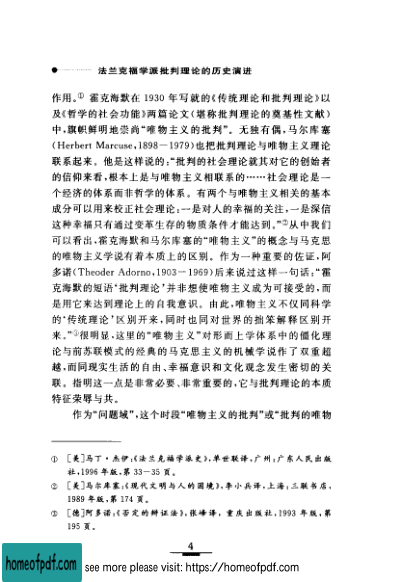 法兰克福学派批判理论的历史演进
作用。① 霍克海默在 1930 年写就的《传统理论和批判理论》以
及《哲学的社会功能》两篇论文(堪称批判理论的奠基性文献)
中,旗帜鲜明地崇尚“唯物主义的批判”。无独有偶,马尔库塞
(Herbert Marcuse,1898－1979)也把批判理论与唯物主义理论
联系起来。他是这样说的:“批判的社会理论就其对它的创始者
的信仰来看,根本上是与唯物主义相联系的……社会理论是一
个经济的体系而非哲学的体系。有两个与唯物主义相关的基本
成分可以用来校正社会理论:一是对人的幸福的关注,一是深信
这种幸福只有通过变革生存的物质条件才能达到。”②从中我们
可以看出,霍克海默和马尔库塞的“唯物主义”的概念与马克思
的唯物主义学说有着本质上的区别。作为一种重要的佐证,阿
多诺(Theoder Adorno,1903－1969)后来说过这样一句话:“霍
克海默的短语‘批判理论’并非想使唯物主义成为可接受的,而
是用它来达到理论上的自我意识。由此,唯物主义不仅同科学
的‘传统理论’区别开来,同时也同对世界的拙笨解释区别开
来。”③很明显,这里的“唯物主义”对形而上学体系中的僵化理
论与前苏联模式的经典的马克思主义的机械学说作了双重超
越,而同现实生活的自由、幸福意识和文化观念发生密切的关
联。指明这一点是非常必要、非常重要的,它与批判理论的本质
特征荣辱与共。
作为“问题域”,这个时段“唯物主义的批判”或“批判的唯物
① [美]马丁·杰伊:《法兰克福学派史》,单世联译,广州:广东人民出版
社,1996 年版,第 33－35 页。
② [美]马尔库塞:《现代文明与人的困境》,李小兵译,上海:三联书店,
1989 年版,第 174 页。
③ [德]阿多诺:《否定的辩证法》,张峰译,重庆出版社,1993 年版,第
195 页。
4
homeofpdf.com
see more please visit: https://homeofpdf.com